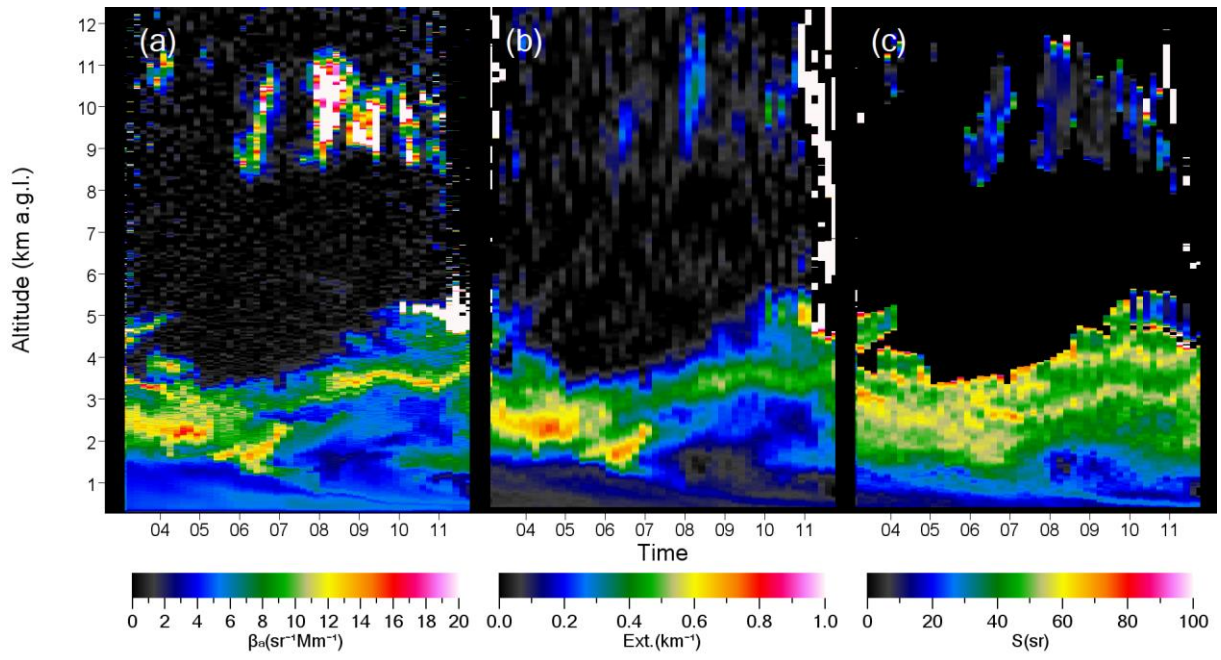 (a) (b) (c)
Altitude (km a.g.l.)
12
11
10
9
8
7
6
5
4
3
2
1
04 05 06 07 08 09 10 11 04 05 06 07 08 09 10 11 04 05 06 07 08 09 10 11
Time
0 2 4 6 8 10 12 14 16 18 20 0.0 0.2 0.4 0.6 0.8 1.0 0 20 40 60 80 100
βa(sr⁻¹Mm⁻¹) Ext.(km⁻¹) S(sr)